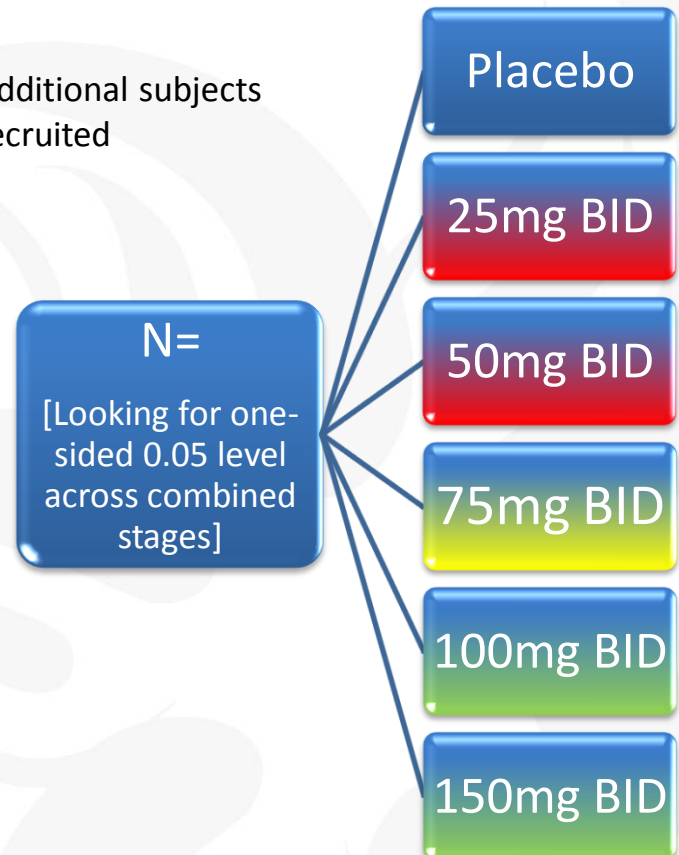 dditional subjects
ecruited
Placebo
25mg BID
50mg BID
N=
[Looking for one-
sided 0.05 level
across combined
stages]
75mg BID
100mg BID
150mg BID